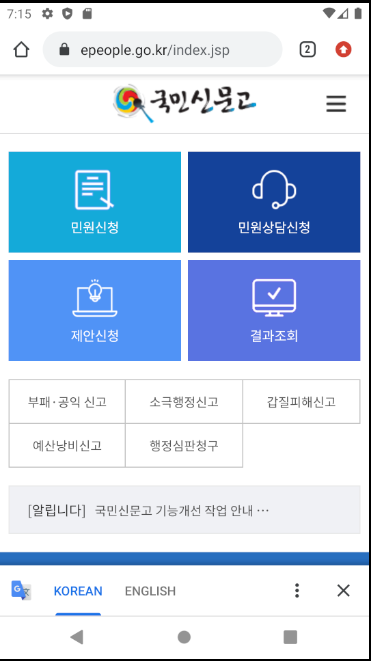 7:15
epeople.go.kr/index.jsp
2
국민신문고
민원신청
민원상담신청
제안신청
결과조회
부패·공익 신고
소극행정신고
갑질피해신고
예산낭비신고
행정심판청구
[알립니다] 국민신문고 기능개선 작업 안내 ···
KOREAN
ENGLISH